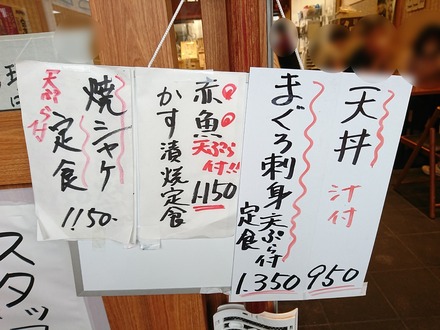 天丼
汁付
950
まぐろ刺身天ぷら付
定食
1.350
赤魚天ぷら付!!
かす漬焼定食
1150
焼シャケ
定食
天ぷら付
1150.
スタッ